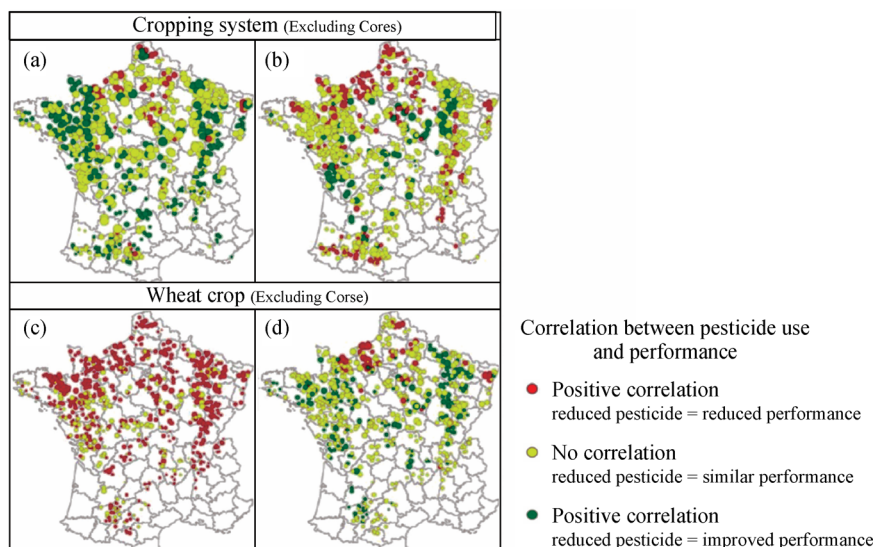 Cropping system (Excluding Cores)
(a)
(b)
Wheat crop (Excluding Corse)
(c)
(d)
Correlation between pesticide use
and performance
Positive correlation
reduced pesticide = reduced performance
No correlation
reduced pesticide = similar performance
Positive correlation
reduced pesticide = improved performance